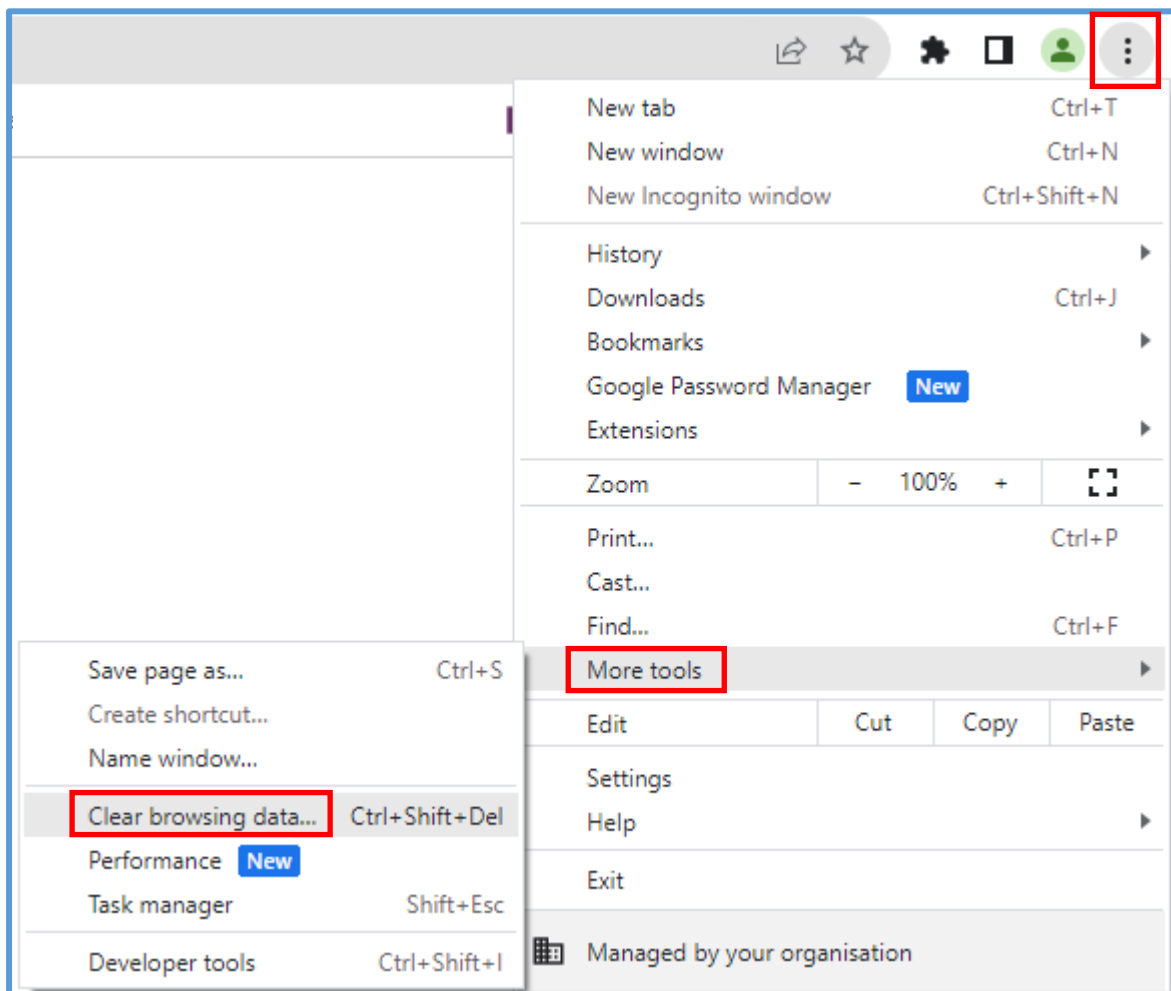 New tab Ctrl+T
New window Ctrl+N
New Incognito window Ctrl+Shift+N
History
Downloads Ctrl+J
Bookmarks
Google Password Manager New
Extensions
Zoom − 100% +
Print... Ctrl+P
Cast...
Find... Ctrl+F
More tools
Edit Cut Copy Paste
Settings
Help
Exit
Managed by your organisation
Save page as... Ctrl+S
Create shortcut...
Name window...
Clear browsing data... Ctrl+Shift+Del
Performance New
Task manager Shift+Esc
Developer tools Ctrl+Shift+I